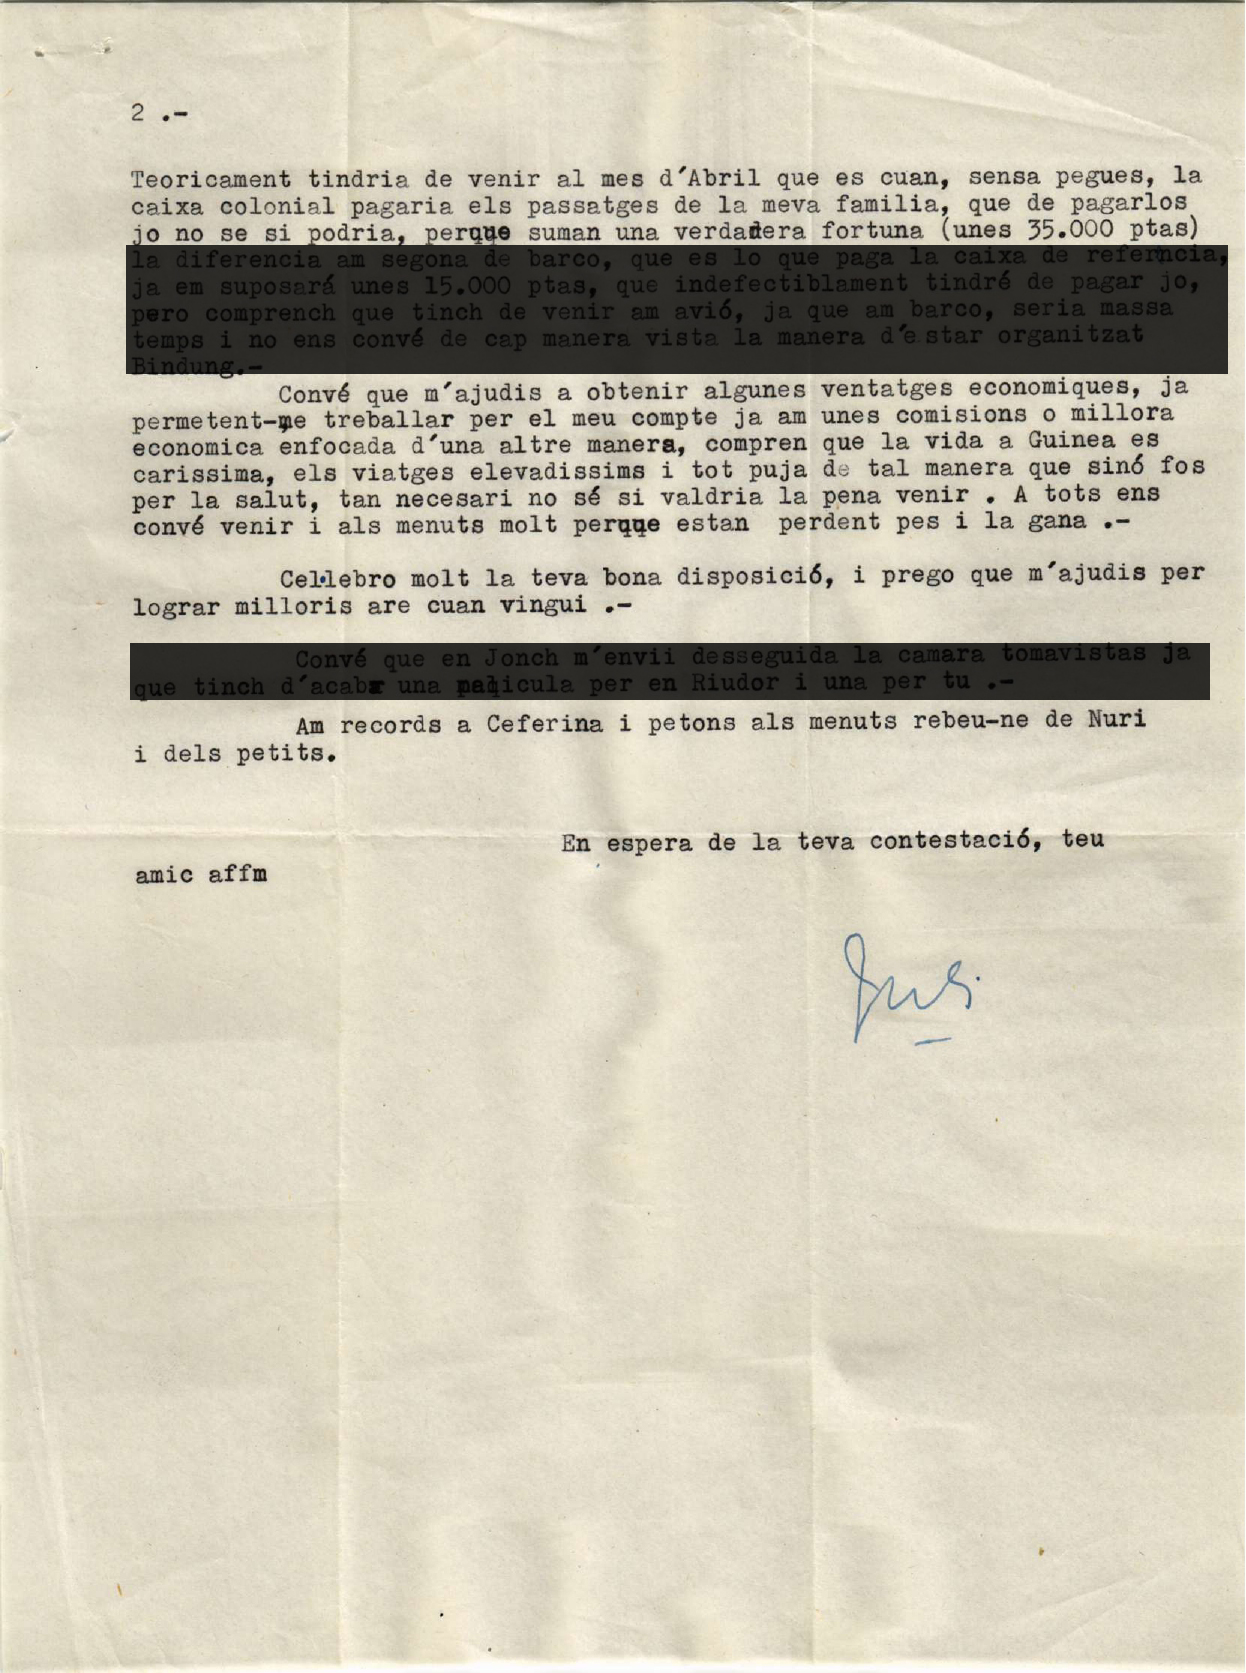 2 .-
Teoricament tindria de venir al mes d´Abril que es cuan, sensa pegues, la
caixa colonial pagaria els passatges de la meva familia, que de pagarlos
jo no se si podria, perque suman una verdadera fortuna (unes 35.000 ptas)
la diferencia am segona de barco, que es lo que paga la caixa de referncia,
ja em suposará unes 15.000 ptas, que indefectiblament tindré de pagar jo,
pero comprench que tinch de venir am avió, ja que am barco, seria massa
temps i no ens convé de cap manera vista la manera d´e star organitzat
Bindung.-
Convé que m´ajudis a obtenir algunes ventatges economiques, ja
permetent-me treballar per el meu compte ja am unes comisions o millora
economica enfocada d´una altre manera, compren que la vida a Guinea es
carissima, els viatges elevadissims i tot puja de tal manera que sinó fos
per la salut, tan necesari no sé si valdria la pena venir . A tots ens
convé venir i als menuts molt perque estan perdent pes i la gana .-
Cel·lebro molt la teva bona disposició, i prego que m´ajudis per
lograr milloris are cuan vingui .-
Convé que en Jonch m´envii desseguida la camara tomavistas ja
que tinch d´acabr una pelicula per en Riudor i una per tu .-
Am records a Ceferina i petons als menuts rebeu-ne de Nuri
i dels petits.
En espera de la teva contestació, teu
amic affm
Juli